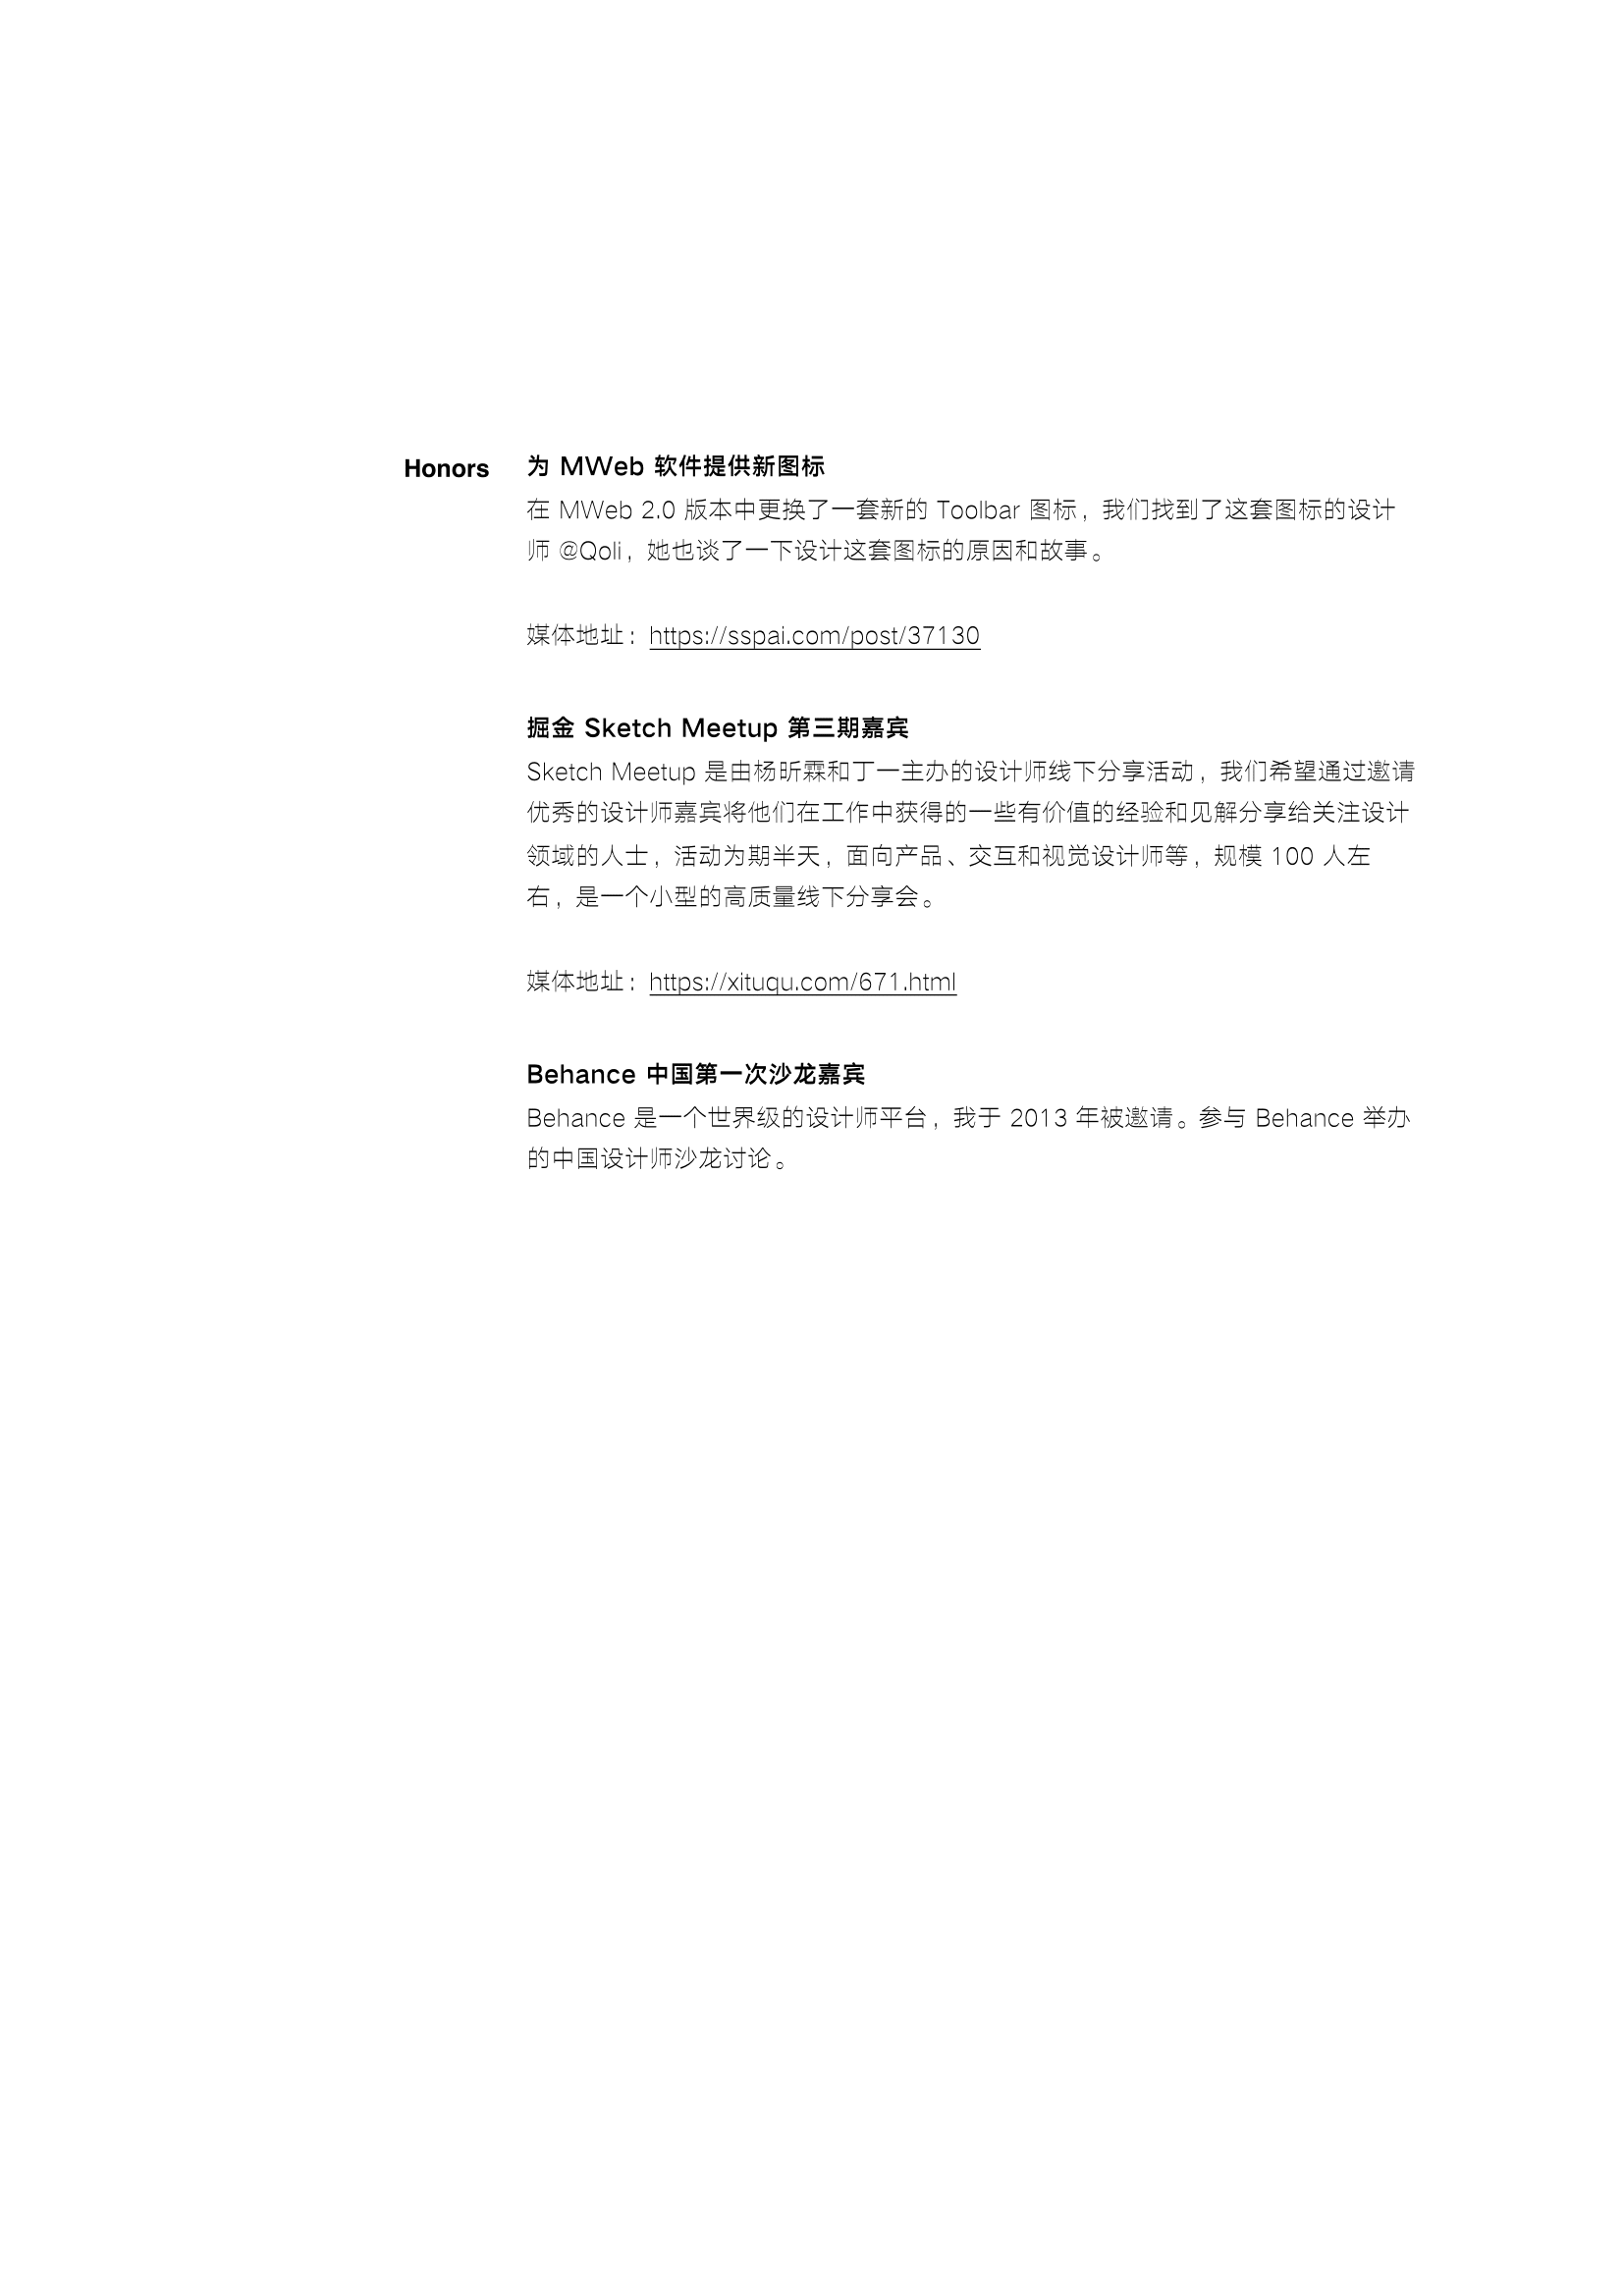 Honors
为 MWeb 软件提供新图标
在 MWeb 2.0 版本中更换了一套新的 Toolbar 图标，我们找到了这套图标的设计
师 @Qoli，她也谈了一下设计这套图标的原因和故事。
媒体地址：https://sspai.com/post/37130
掘金 Sketch Meetup 第三期嘉宾
Sketch Meetup 是由杨昕霖和丁一主办的设计师线下分享活动，我们希望通过邀请
优秀的设计师嘉宾将他们在工作中获得的一些有价值的经验和见解分享给关注设计
领域的人士，活动为期半天，面向产品、交互和视觉设计师等，规模 100 人左
右，是一个小型的高质量线下分享会。
媒体地址：https://xituqu.com/671.html
Behance 中国第一次沙龙嘉宾
Behance 是一个世界级的设计师平台，我于 2013 年被邀请。参与 Behance 举办
的中国设计师沙龙讨论。